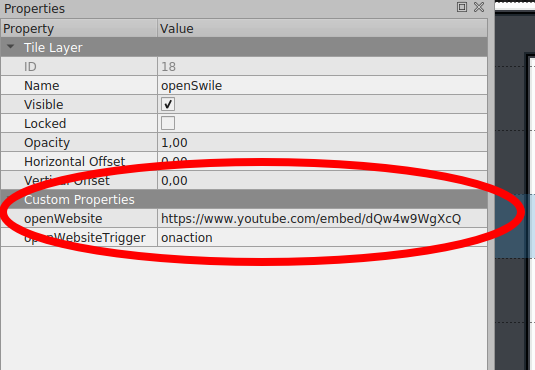 Properties
Property Value
Tile Layer
ID 18
Name openSwile
Visible
Locked
Opacity 1,00
Horizontal Offset 0,00
Vertical Offset 0,00
Custom Properties
openWebsite https://www.youtube.com/embed/dQw4w9WgXcQ
openWebsiteTrigger onaction